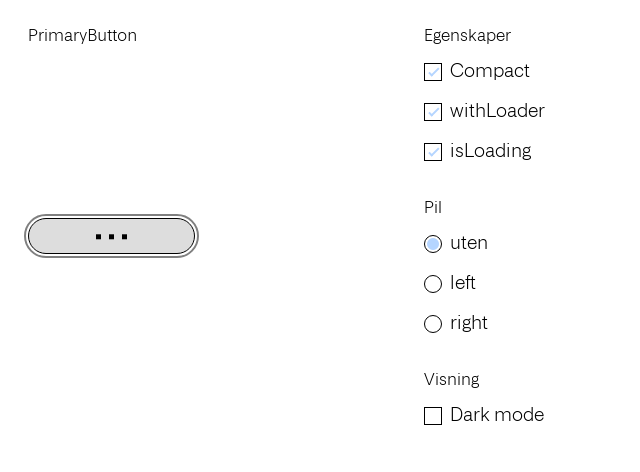 PrimaryButton
Egenskaper
Compact
withLoader
isLoading
Pil
uten
left
right
Visning
Dark mode